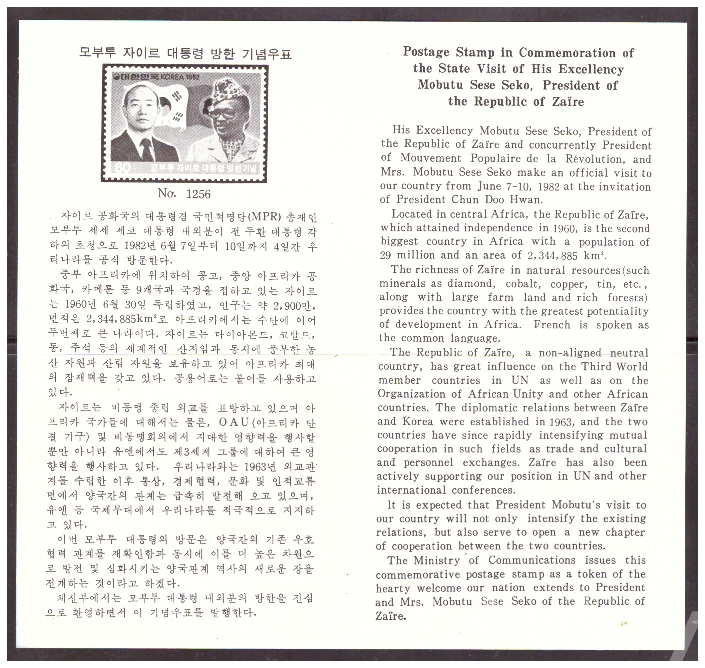 모부투 자이르 대통령 방한 기념우표
대한민국 KOREA 1982
60 모부투 자이르 대통령 방한 기념
No. 1256
자이르 공화국의 대통령겸 국민혁명당(MPR) 총재인
모부투 세세 세코 대통령 내외분이 전두환 대통령 각
하의 초청으로 1982년 6월 7일부터 10일까지 4일간 우
리나라를 공식 방문한다.
중부 아프리카에 위치하여 콩고, 중앙 아프리카 공
화국, 카메룬 등 9개국과 국경을 접하고 있는 자이르
는 1960년 6월 30일 독립하였고, 인구는 약 2,900만,
면적은 2,344,885km²로 아프리카에서는 수단에 이어
두번째로 큰 나라이다. 자이르는 다이아몬드, 코발트,
동, 주석 등의 세계적인 산지임과 동시에 풍부한 농
산 자원과 산림 자원을 보유하고 있어 아프리카 최대
의 잠재력을 갖고 있다. 공용어로는 불어를 사용하고
있다.
자이르는 비동맹 중립 외교를 표방하고 있으며 아
프리카 국가들에 대해서는 물론, OAU(아프리카 단
결 기구) 및 비동맹회의에서 지대한 영향력을 행사할
뿐만 아니라 유엔에서도 제3세계 그룹에 대하여 큰 영
향력을 행사하고 있다. 우리나라와는 1963년 외교관
계를 수립한 이후 통상, 경제협력, 문화 및 인적교류
면에서 양국간의 관계는 급속히 발전해 오고 있으며,
유엔 등 국제무대에서 우리나라를 적극적으로 지지하
고 있다.
이번 모부투 대통령의 방문은 양국간의 기존 우호
협력 관계를 재확인함과 동시에 이를 더 높은 차원으
로 발전 및 심화시키는 양국관계 역사의 새로운 장을
전개하는 것이라고 하겠다.
체신부에서는 모부투 대통령 내외분의 방한을 진심
으로 환영하면서 이 기념우표를 발행한다.
Postage Stamp in Commemoration of
the State Visit of His Excellency
Mobutu Sese Seko, President of
the Republic of Zaïre
His Excellency Mobutu Sese Seko, President of
the Republic of Zaïre and concurrently President
of Mouvement Populaire de la Révolution, and
Mrs. Mobutu Sese Seko make an official visit to
our country from June 7-10, 1982 at the invitation
of President Chun Doo Hwan.
Located in central Africa, the Republic of Zaïre,
which attained independence in 1960, is the second
biggest country in Africa with a population of
29 million and an area of 2,344,885 km².
The richness of Zaïre in natural resources(such
minerals as diamond, cobalt, copper, tin, etc.,
along with large farm land and rich forests)
provides the country with the greatest potentiality
of development in Africa. French is spoken as
the common language.
The Republic of Zaïre, a non-aligned neutral
country, has great influence on the Third World
member countries in UN as well as on the
Organization of African Unity and other African
countries. The diplomatic relations between Zaïre
and Korea were established in 1963, and the two
countries have since rapidly intensifying mutual
cooperation in such fields as trade and cultural
and personnel exchanges. Zaïre has also been
actively supporting our position in UN and other
international conferences.
It is expected that President Mobutu's visit to
our country will not only intensify the existing
relations, but also serve to open a new chapter
of cooperation between the two countries.
The Ministry of Communications issues this
commemorative postage stamp as a token of the
hearty welcome our nation extends to President
and Mrs. Mobutu Sese Seko of the Republic of
Zaïre.